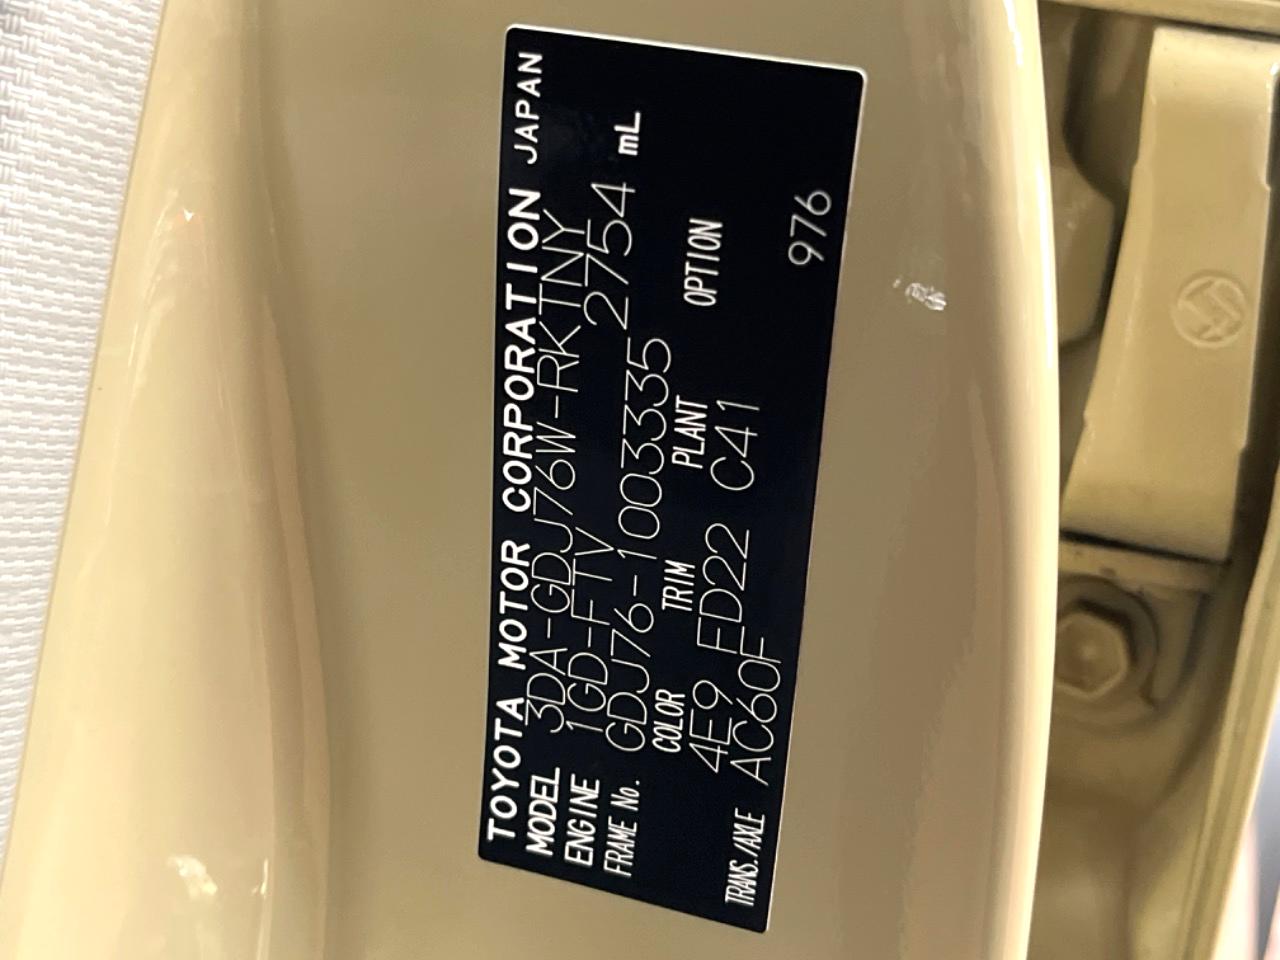 TOYOTA MOTOR CORPORATION JAPAN
MODEL 3DA-GDJ76W-RKTNY
ENGINE 1GD-FTV 2754 mL
FRAME No. GDJ76-1003335
COLOR TRIM PLANT OPTION
4E9 FD22 C41
TRANS./AXLE AC60F
976